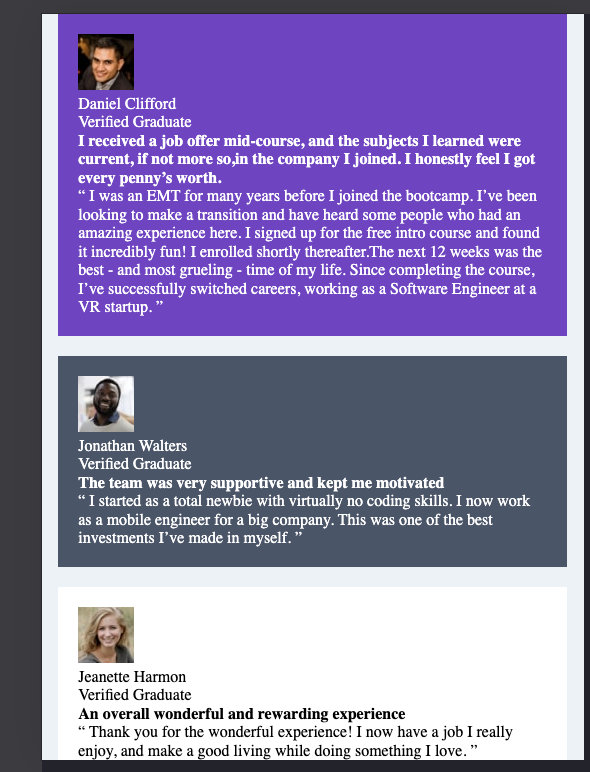 Daniel Clifford
Verified Graduate
I received a job offer mid-course, and the subjects I learned were
current, if not more so,in the company I joined. I honestly feel I got
every penny’s worth.
“ I was an EMT for many years before I joined the bootcamp. I’ve been
looking to make a transition and have heard some people who had an
amazing experience here. I signed up for the free intro course and found
it incredibly fun! I enrolled shortly thereafter.The next 12 weeks was the
best - and most grueling - time of my life. Since completing the course,
I’ve successfully switched careers, working as a Software Engineer at a
VR startup. ”
Jonathan Walters
Verified Graduate
The team was very supportive and kept me motivated
“ I started as a total newbie with virtually no coding skills. I now work
as a mobile engineer for a big company. This was one of the best
investments I’ve made in myself. ”
Jeanette Harmon
Verified Graduate
An overall wonderful and rewarding experience
“ Thank you for the wonderful experience! I now have a job I really
enjoy, and make a good living while doing something I love. ”